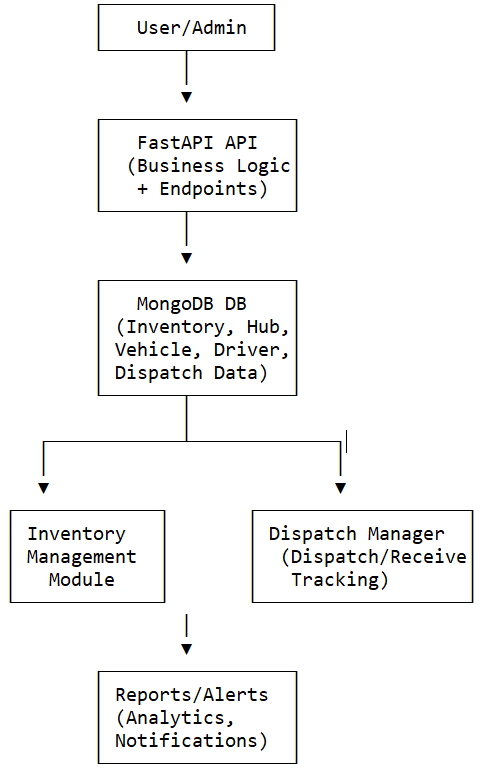 User/Admin
FastAPI API
(Business Logic
+ Endpoints)
MongoDB DB
(Inventory, Hub,
Vehicle, Driver,
Dispatch Data)
Inventory
Management
Module
Dispatch Manager
(Dispatch/Receive
Tracking)
Reports/Alerts
(Analytics,
Notifications)